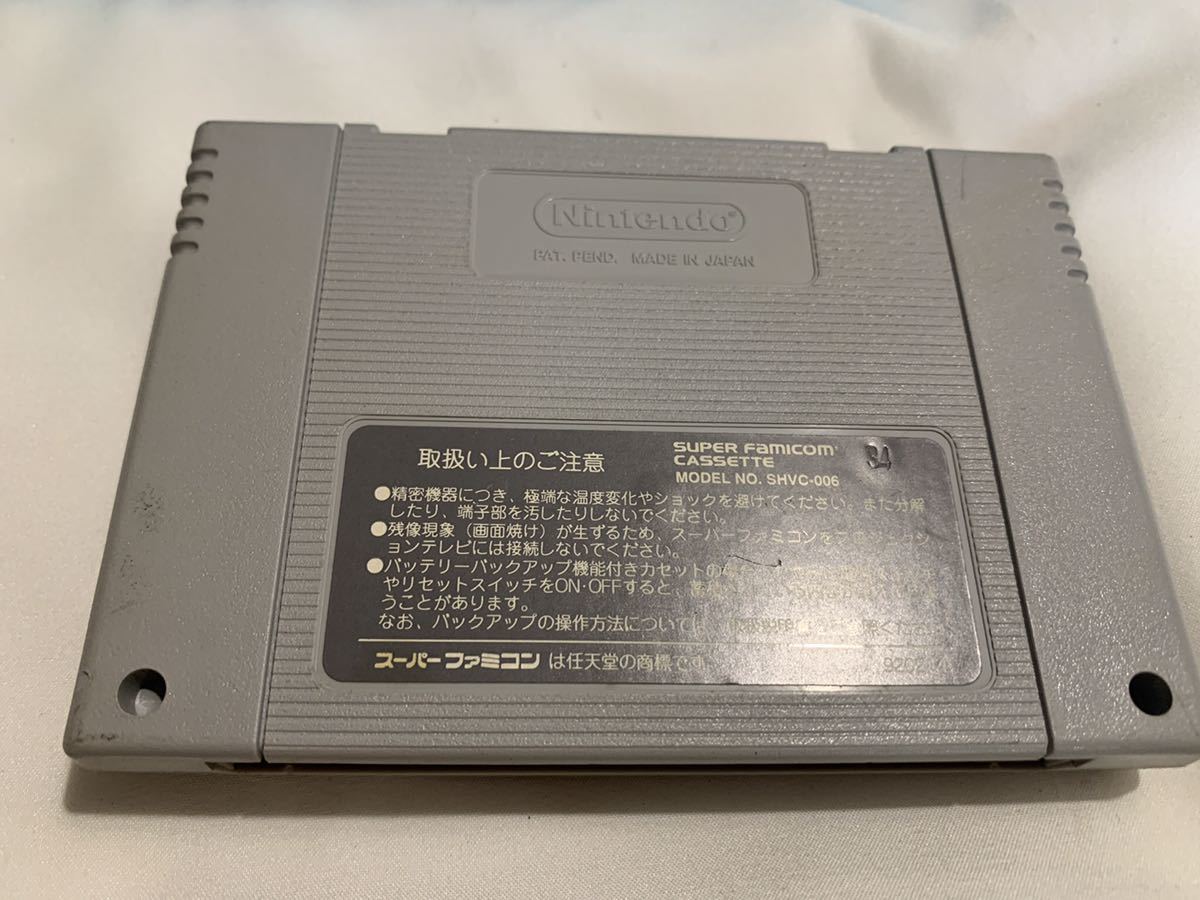 Nintendo®
PAT. PEND. MADE IN JAPAN
取扱い上のご注意
SUPER FAMICOM
CASSETTE
MODEL NO. SHVC-006
34
●精密機器につき、極端な温度変化やショックを避けてください。また分解
したり、端子部を汚したりしないでください。
●残像現象(画面焼け)が生ずるため、スーパーファミコンを
ョンテレビには接続しないでください。
●バッテリーバックアップ機能付きカセットの
やリセットスイッチをON・OFFすると、
うことがあります。
なお、バックアップの操作方法については、
スーパーファミコン は任天堂の商標です